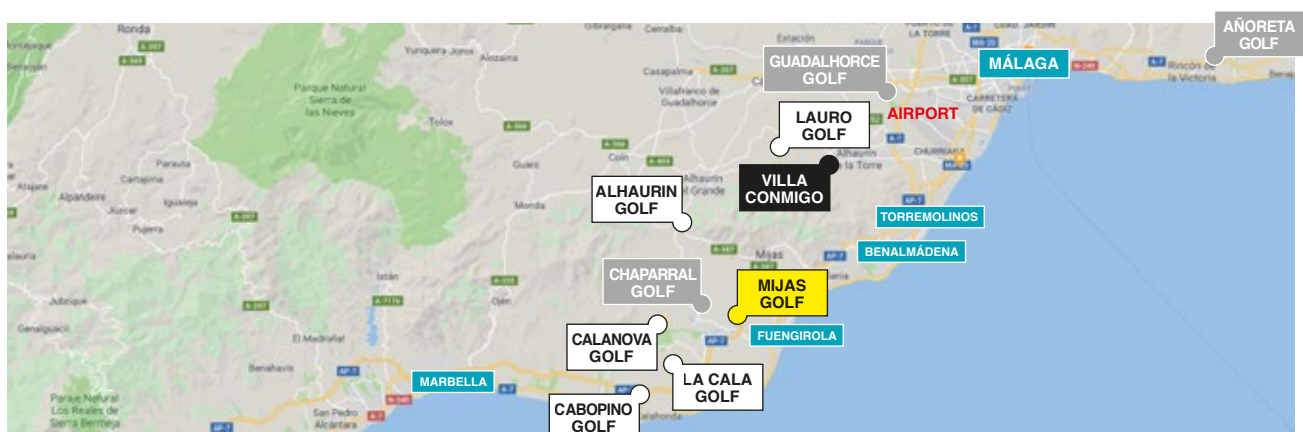 AÑORETA
GOLF
Ronda
MÁLAGA
GUADALHORCE
GOLF
AIRPORT
LAURO
GOLF
VILLA
CONMIGO
ALHAURIN
GOLF
TORREMOLINOS
BENALMÁDENA
CHAPARRAL
GOLF
MIJAS
GOLF
FUENGIROLA
CALANOVA
GOLF
LA CALA
GOLF
MARBELLA
CABOPINO
GOLF
Estación
Rincón de
la Victoria
Yunquera
Jorox
Alozaina
Casapalma
Villafranco de
Guadalhorce
Parque Natural
Sierra de
las Nieves
Tolox
CARRETERA
DE CÁDIZ
CHURRIANA
Alhaurín
de la Torre
Coín
Guaro
Alhaurín
el Grande
Monda
Parauta
Cartajima
Igualeja
Júzcar
Alpandeire
Atajate
Pujerra
Mijas
Istán
Ojén
Jubrique
Genalguacil
El Madroñal
Benahavís
San Pedro
Alcántara
Paraje Natural
Los Reales de
Sierra Bermeja